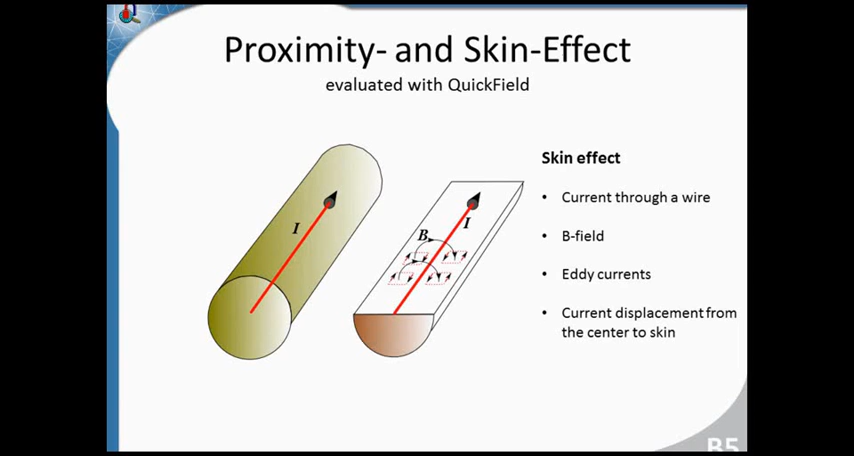 Proximity- and Skin-Effect
evaluated with QuickField
Skin effect
• Current through a wire
• B-field
• Eddy currents
• Current displacement from
the center to skin
I
B
I
B5